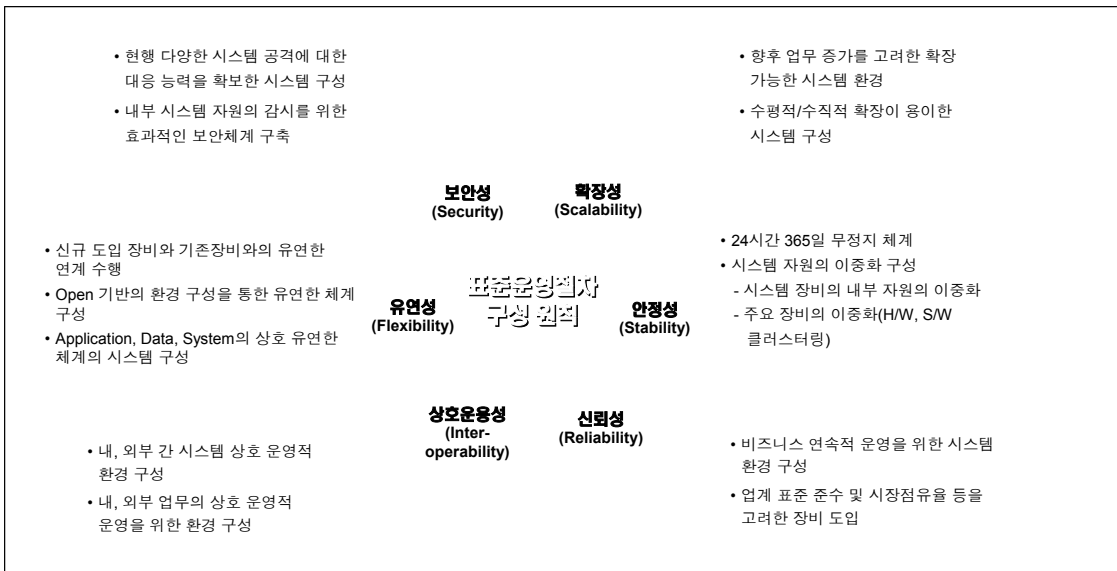 • 현행 다양한 시스템 공격에 대한
대응 능력을 확보한 시스템 구성
• 내부 시스템 자원의 감시를 위한
효과적인 보안체계 구축
• 향후 업무 증가를 고려한 확장
가능한 시스템 환경
• 수평적/수직적 확장이 용이한
시스템 구성
보안성
(Security)
확장성
(Scalability)
• 신규 도입 장비와 기존장비와의 유연한
연계 수행
• Open 기반의 환경 구성을 통한 유연한 체계
구성
• Application, Data, System의 상호 유연한
체계의 시스템 구성
유연성
(Flexibility)
표준운영절차
구성 원칙
안정성
(Stability)
• 24시간 365일 무정지 체계
• 시스템 자원의 이중화 구성
- 시스템 장비의 내부 자원의 이중화
- 주요 장비의 이중화(H/W, S/W
클러스터링)
상호운용성
(Inter-
operability)
신뢰성
(Reliability)
• 내, 외부 간 시스템 상호 운영적
환경 구성
• 내, 외부 업무의 상호 운영적
운영을 위한 환경 구성
• 비즈니스 연속적 운영을 위한 시스템
환경 구성
• 업계 표준 준수 및 시장점유율 등을
고려한 장비 도입